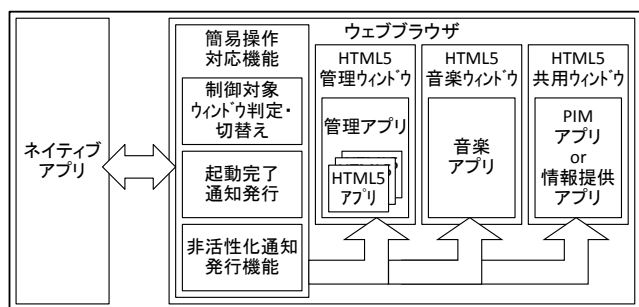 ウェブブラウザ
ネイティブ
アプリ
簡易操作
対応機能
制御対象
ウィンドウ判定・
切替え
起動完了
通知発行
非活性化通知
発行機能
HTML5
管理ウィンドウ
管理アプリ
HTML5
アプリ
HTML5
音楽ウィンドウ
音楽
アプリ
HTML5
共用ウィンドウ
PIM
アプリ
or
情報提供
アプリ